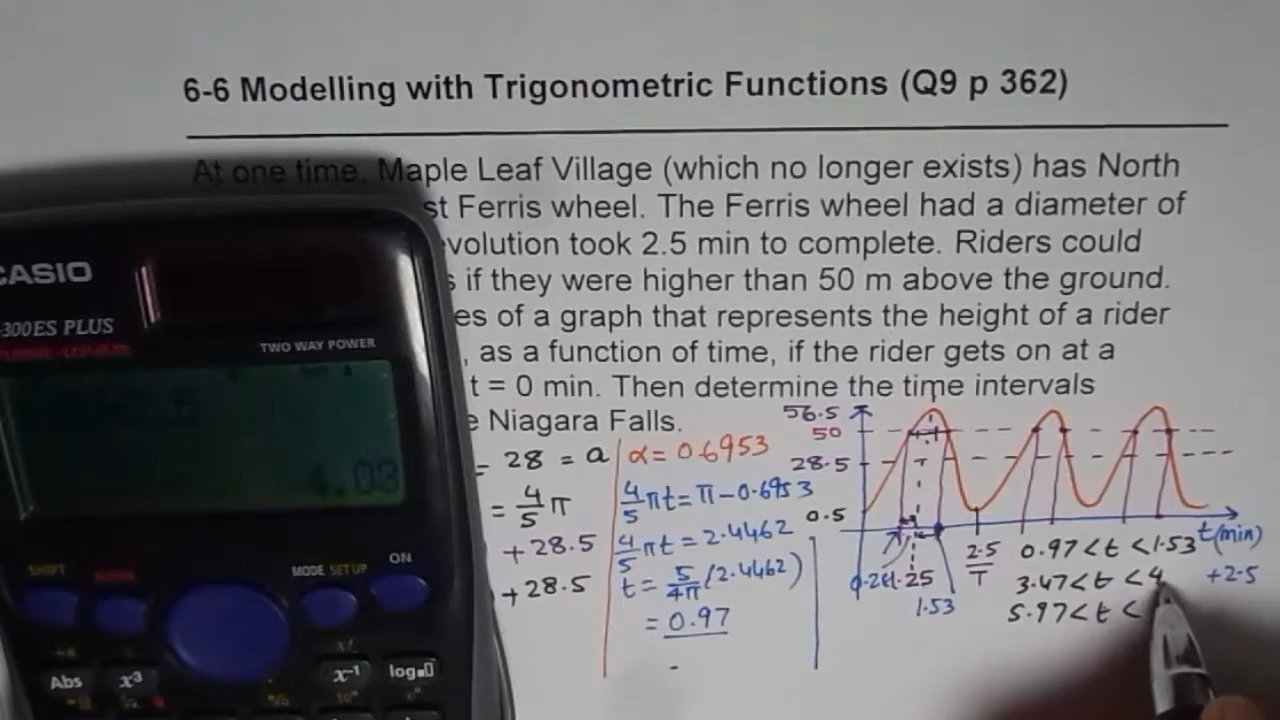 6-6 Modelling with Trigonometric Functions (Q9 p 362)
At one time, Maple Leaf Village (which no longer exists) has North
st Ferris wheel. The Ferris wheel had a diameter of
volution took 2.5 min to complete. Riders could
s if they were higher than 50 m above the ground.
es of a graph that represents the height of a rider
, as a function of time, if the rider gets on at a
t = 0 min. Then determine the time intervals
e Niagara Falls.
CASIO
-300ES PLUS
TWO WAY POWER
4.03
SHIFT
MODE SETUP
ON
Abs
x³
x⁻¹
log
= 28 = a
= 4/5 π
+ 28.5
+ 28.5
α = 0.6953
4/5 πt = π - 0.6953
4/5 πt = 2.4462
t = 5/4π (2.4462)
= 0.97
56.5
50
28.5
0.5
1.25
1.53
2.5
T
t(min)
0.97 < t < 1.53
+2.5
3.47 < t < 4
5.97 < t <